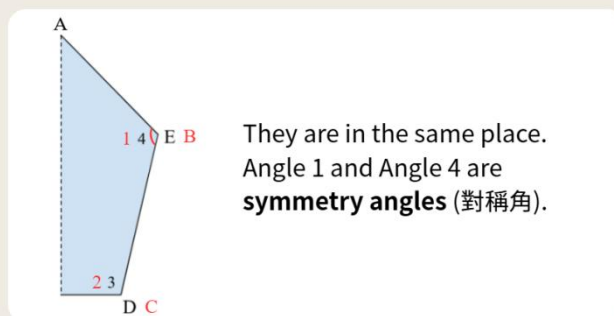 A
1 4 E B
They are in the same place.
Angle 1 and Angle 4 are
symmetry angles (對稱角).
2 3
D C